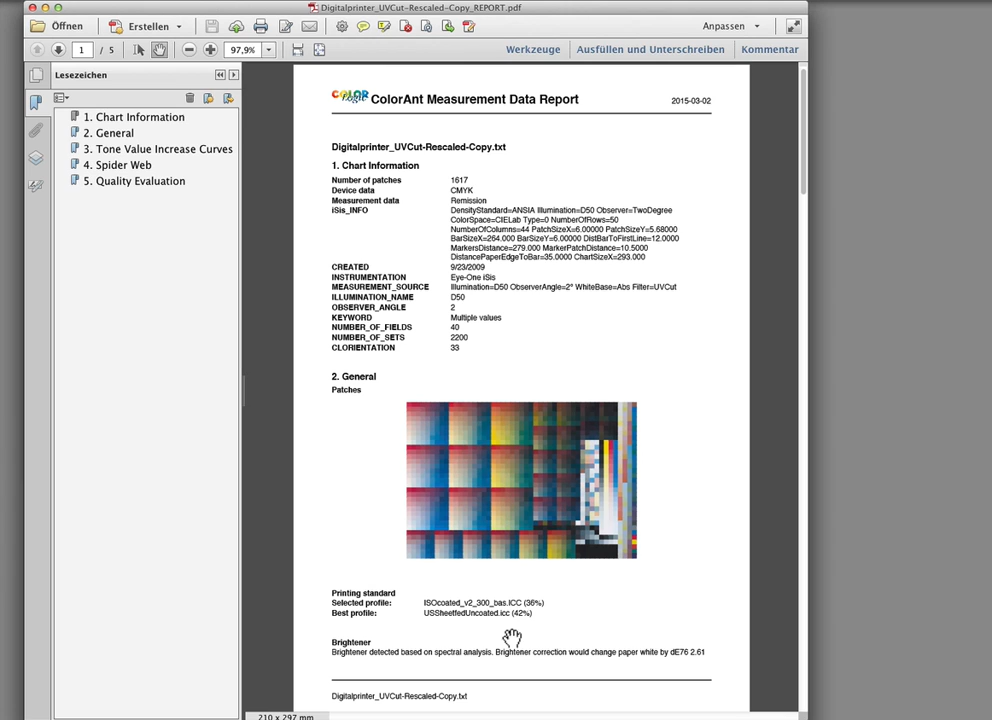 Digitalprinter_UVCut-Rescaled-Copy_REPORT.pdf
Öffnen
Erstellen
Anpassen
1 / 5
97,9%
Werkzeuge
Ausfüllen und Unterschreiben
Kommentar
Lesezeichen
1. Chart Information
2. General
3. Tone Value Increase Curves
4. Spider Web
5. Quality Evaluation
COLOR Logic ColorAnt Measurement Data Report
2015-03-02
Digitalprinter_UVCut-Rescaled-Copy.txt
1. Chart Information
Number of patches 1617
Device data CMYK
Measurement data Remission
iSis_INFO DensityStandard=ANSIA Illumination=D50 Observer=TwoDegree
ColorSpace=CIELab Type=0 NumberOfRows=50
NumberOfColumns=44 PatchSizeX=6.00000 PatchSizeY=5.68000
BarSizeX=264.000 BarSizeY=6.00000 DistBarToFirstLine=12.0000
MarkersDistance=279.000 MarkerPatchDistance=10.5000
DistancePaperEdgeToBar=35.0000 ChartSizeX=293.000
CREATED 9/23/2009
INSTRUMENTATION Eye-One iSis
MEASUREMENT_SOURCE Illumination=D50 ObserverAngle=2° WhiteBase=Abs Filter=UVCut
ILLUMINATION_NAME D50
OBSERVER_ANGLE 2
KEYWORD Multiple values
NUMBER_OF_FIELDS 40
NUMBER_OF_SETS 2200
CLORIENTATION 33
2. General
Patches
Printing standard
Selected profile: ISOcoated_v2_300_bas.ICC (36%)
Best profile: USSheetfedUncoated.icc (42%)
Brightener
Brightener detected based on spectral analysis. Brightener correction would change paper white by dE76 2.61
Digitalprinter_UVCut-Rescaled-Copy.txt
210 x 297 mm